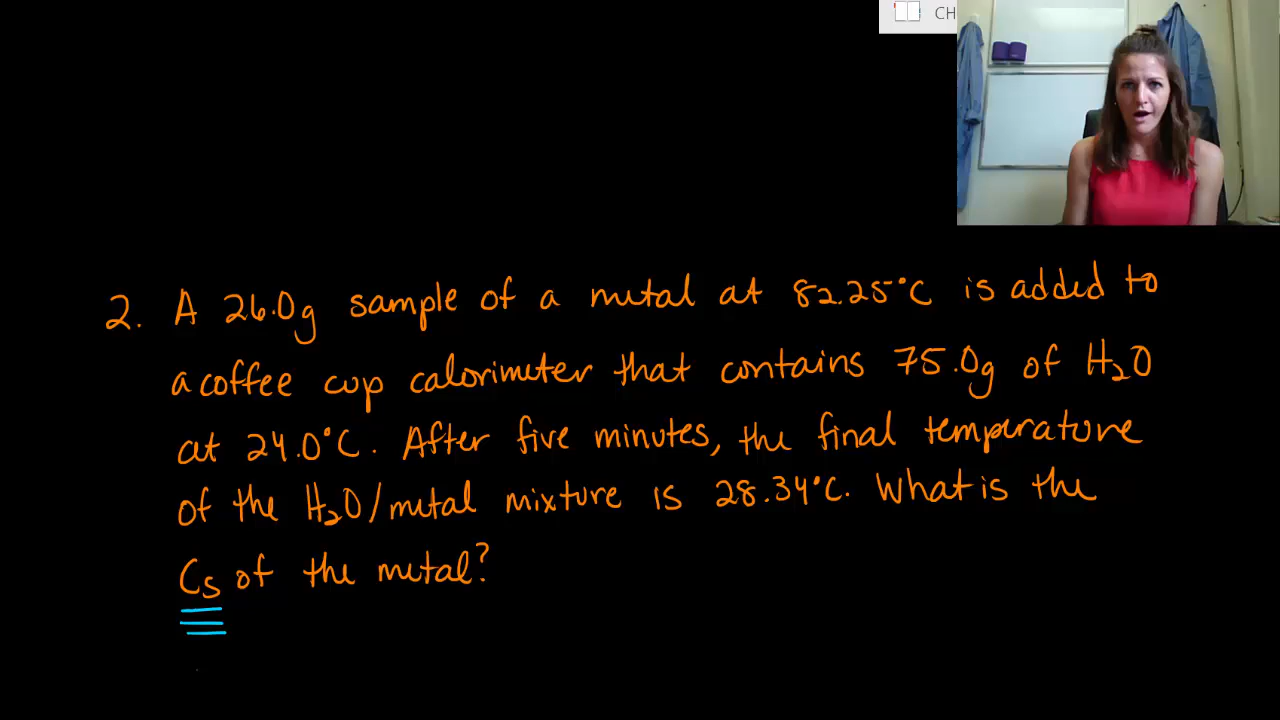 CH
2. A 26.0g sample of a metal at 82.25°C is added to
a coffee cup calorimeter that contains 75.0g of H₂O
at 24.0°C. After five minutes, the final temperature
of the H₂O/metal mixture is 28.34°C. What is the
Cs of the metal?